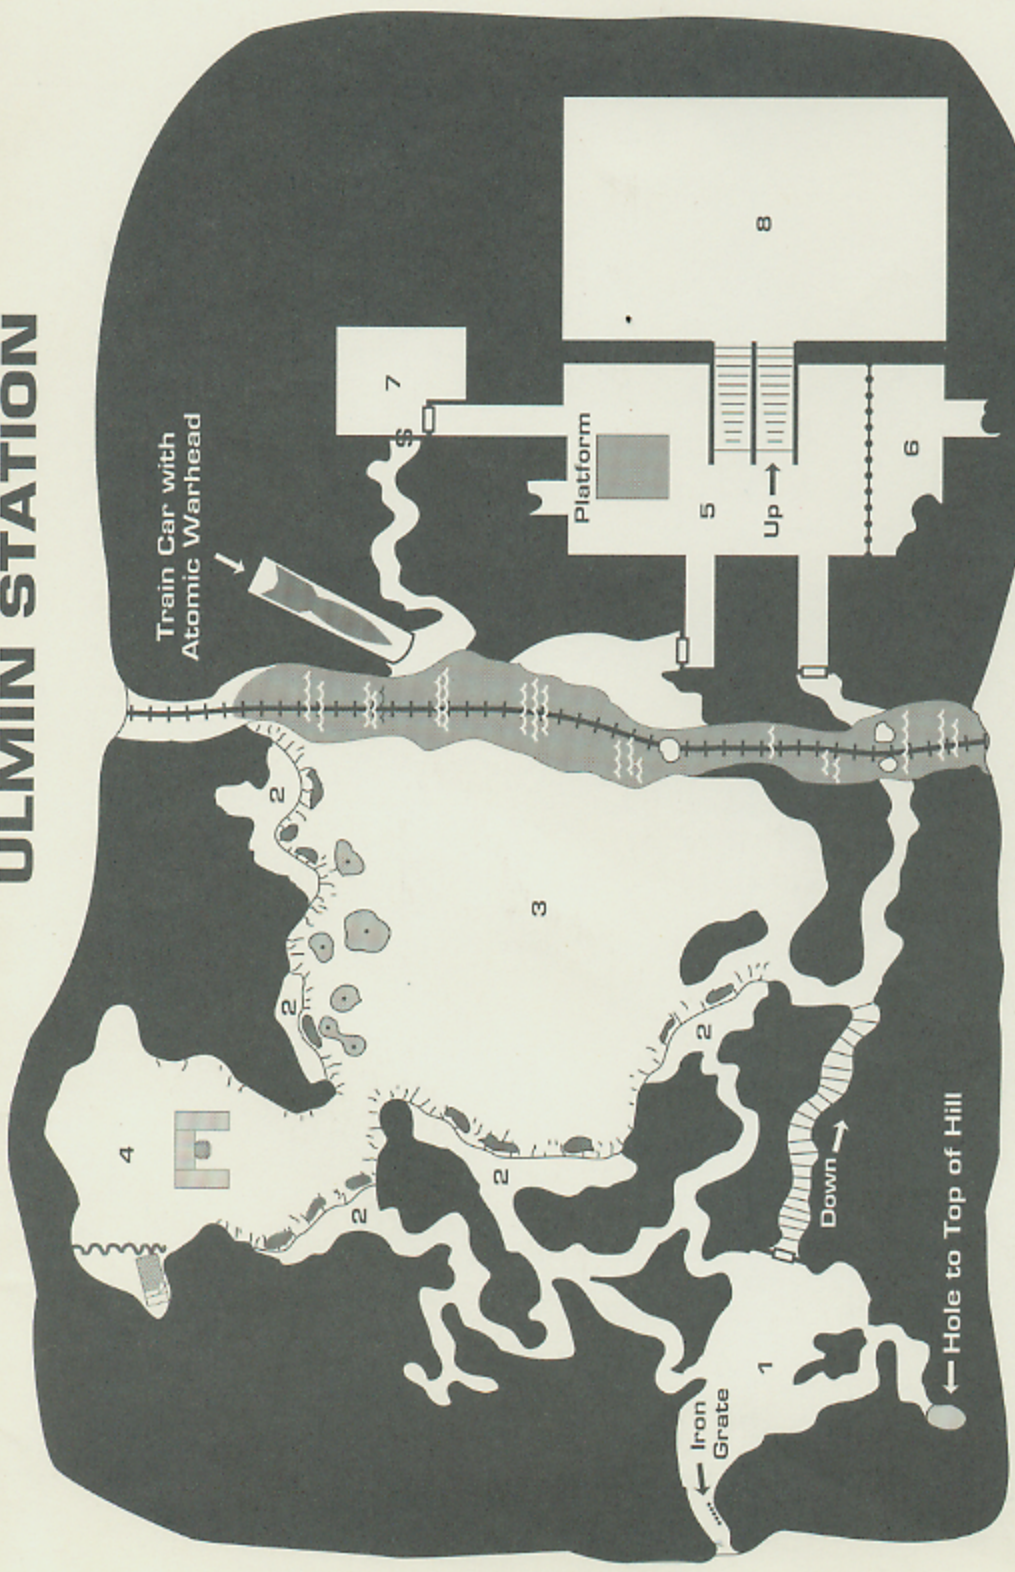 ULMIN STATION
Train Car with
Atomic Warhead
7
S
8
Platform
5
Up
6
2
2
3
2
4
2
2
Down
1
Iron
Grate
Hole to Top of Hill